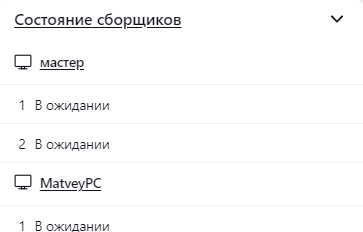 Состояние сборщиков
мастер
1 В ожидании
2 В ожидании
MatveyPC
1 В ожидании